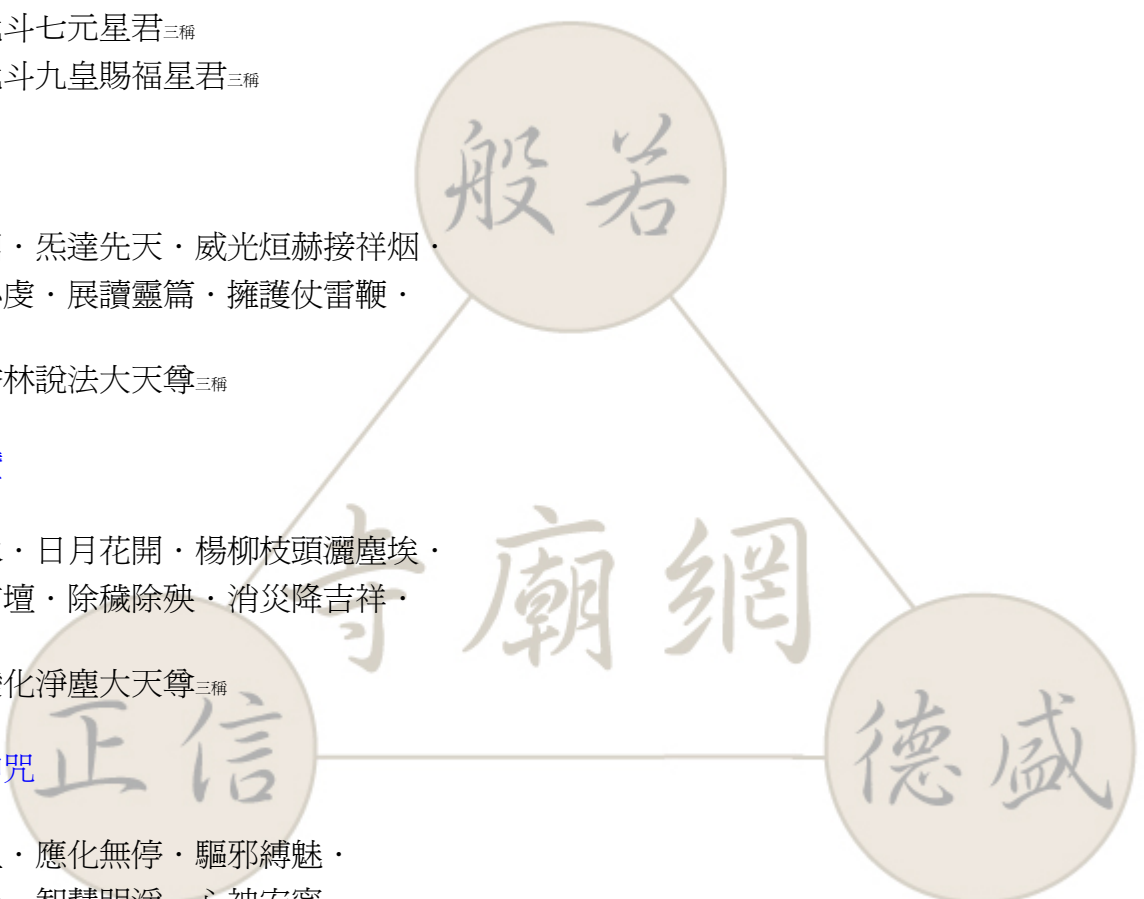 斗七元星君三稱
斗九皇賜福星君三稱
般若
・炁達先天・威光烜赫接祥烟・
虔・展讀靈篇・擁護仗雷鞭・
林說法大天尊三稱
・日月花開・楊柳枝頭灑塵埃・
寺廟網
壇・除穢除殃・消災降吉祥・
化淨塵大天尊三稱
正信
德盛
咒
・應化無停・驅邪縛魅・